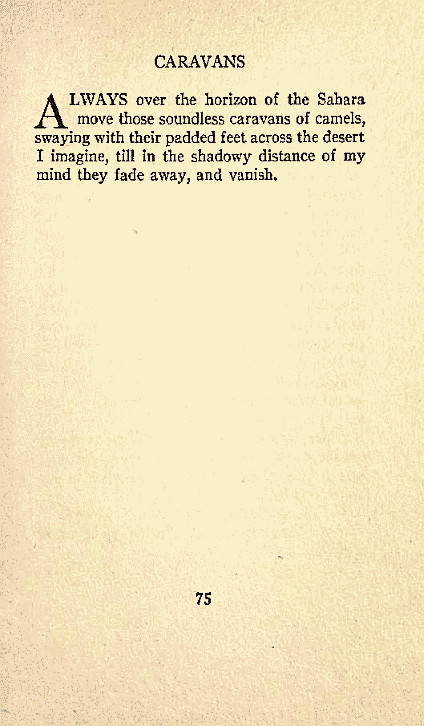 CARAVANS
ALWAYS over the horizon of the Sahara
move those soundless caravans of camels,
swaying with their padded feet across the desert
I imagine, till in the shadowy distance of my
mind they fade away, and vanish.
75